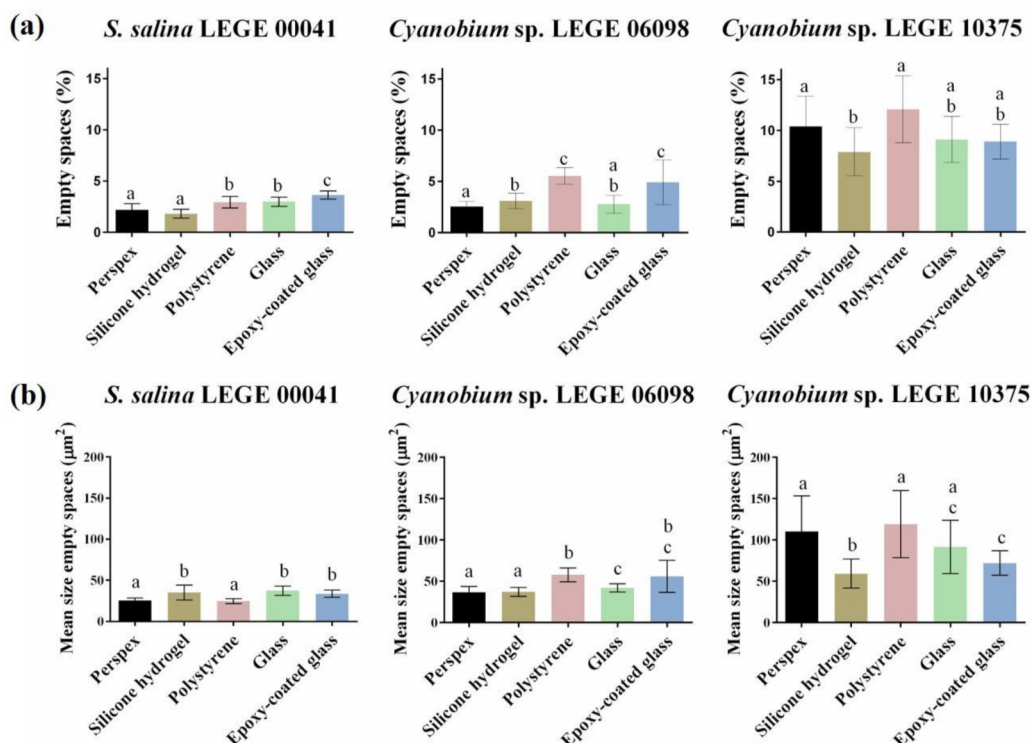 (a)
S. salina LEGE 00041
Empty spaces (%)
15
10
5
0
a
a
b
b
c
Perspex
Silicone hydrogel
Polystyrene
Glass
Epoxy-coated glass
Cyanobium sp. LEGE 06098
Empty spaces (%)
15
10
5
0
a
b
c
a
b
c
Perspex
Silicone hydrogel
Polystyrene
Glass
Epoxy-coated glass
Cyanobium sp. LEGE 10375
Empty spaces (%)
15
10
5
0
a
b
a
a
b
a
b
Perspex
Silicone hydrogel
Polystyrene
Glass
Epoxy-coated glass
(b)
S. salina LEGE 00041
Mean size empty spaces (μm²)
200
150
100
50
0
a
b
a
b
b
Perspex
Silicone hydrogel
Polystyrene
Glass
Epoxy-coated glass
Cyanobium sp. LEGE 06098
Mean size empty spaces (μm²)
200
150
100
50
0
a
a
b
c
b
c
Perspex
Silicone hydrogel
Polystyrene
Glass
Epoxy-coated glass
Cyanobium sp. LEGE 10375
Mean size empty spaces (μm²)
200
150
100
50
0
a
b
a
a
c
c
Perspex
Silicone hydrogel
Polystyrene
Glass
Epoxy-coated glass